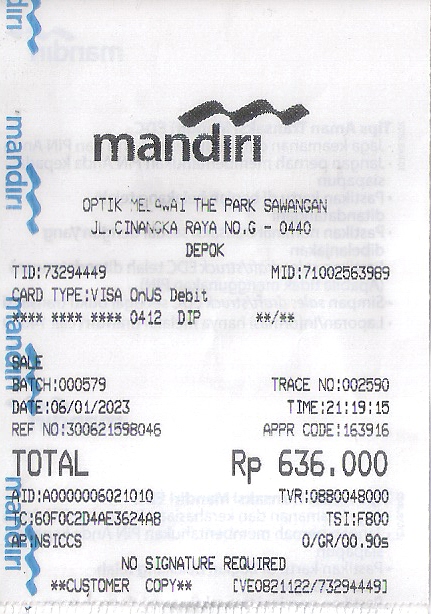 mandiri
OPTIK MELAWAI THE PARK SAWANGAN
JL.CINANGKA RAYA NO.G - 0440
DEPOK
TID:73294449 MID:71002563989
CARD TYPE:VISA OnUS Debit
**** **** **** 0412 DIP **/**
SALE
BATCH:000579 TRACE NO:002590
DATE:06/01/2023 TIME:21:19:15
REF NO:300621598046 APPR CODE:163916
TOTAL Rp 636.000
AID:A0000006021010 TVR:0880048000
TC:60F0C2D4AE3624A8 TSI:F800
AP:NSICCS 0/GR/00.90s
NO SIGNATURE REQUIRED
**CUSTOMER COPY** [VE0821122/73294449]
mandiri
mandiri
mandiri